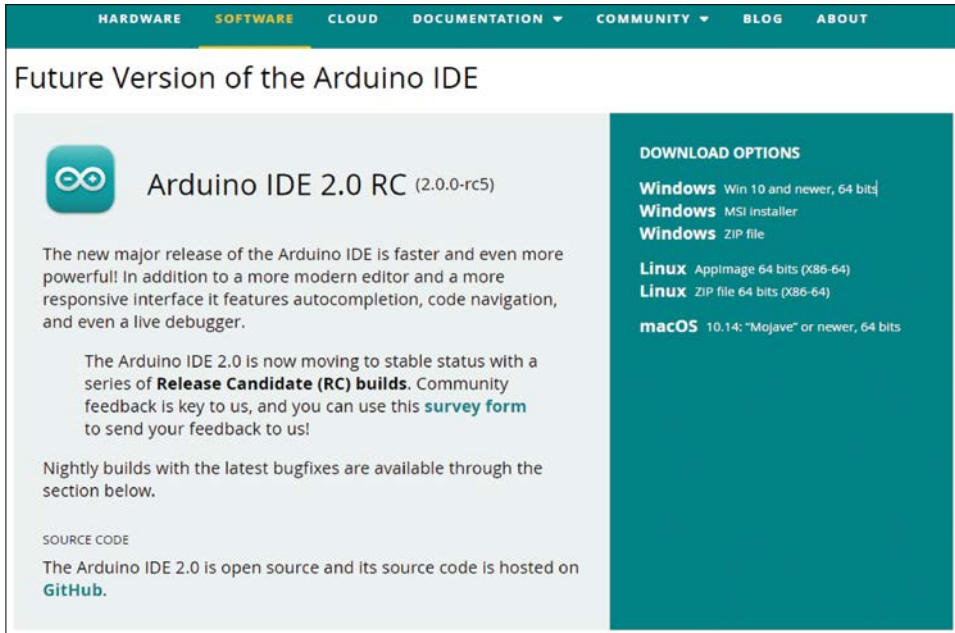 HARDWARE SOFTWARE CLOUD DOCUMENTATION COMMUNITY BLOG ABOUT
Future Version of the Arduino IDE
Arduino IDE 2.0 RC (2.0.0-rc5)
The new major release of the Arduino IDE is faster and even more
powerful! In addition to a more modern editor and a more
responsive interface it features autocompletion, code navigation,
and even a live debugger.
The Arduino IDE 2.0 is now moving to stable status with a
series of Release Candidate (RC) builds. Community
feedback is key to us, and you can use this survey form
to send your feedback to us!
Nightly builds with the latest bugfixes are available through the
section below.
SOURCE CODE
The Arduino IDE 2.0 is open source and its source code is hosted on
GitHub.
DOWNLOAD OPTIONS
Windows Win 10 and newer, 64 bits
Windows MSI installer
Windows ZIP file
Linux AppImage 64 bits (X86-64)
Linux ZIP file 64 bits (X86-64)
macOS 10.14: “Mojave” or newer, 64 bits